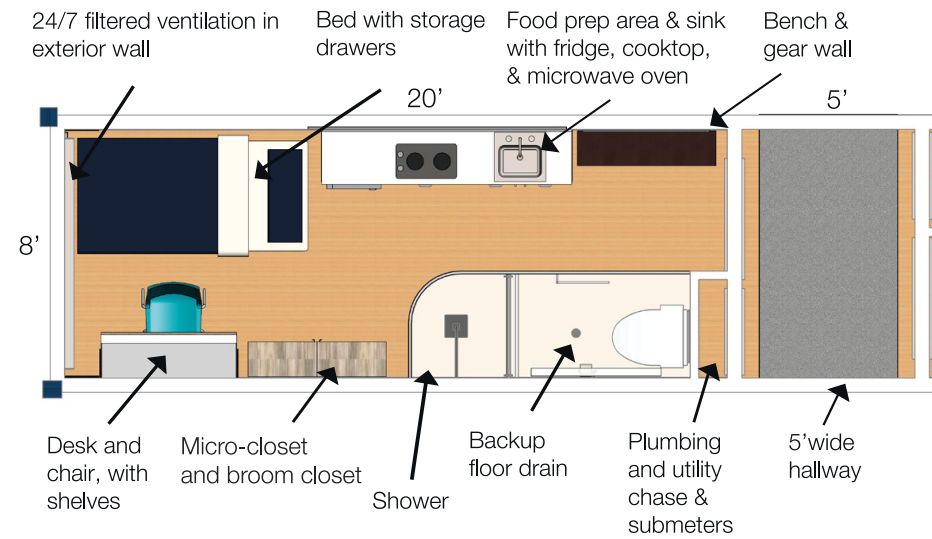 24/7 filtered ventilation in
exterior wall
Bed with storage
drawers
Food prep area & sink
with fridge, cooktop,
& microwave oven
Bench &
gear wall
20’
5’
8’
Desk and
chair, with
shelves
Micro-closet
and broom closet
Shower
Backup
floor drain
Plumbing
and utility
chase &
submeters
5’wide
hallway